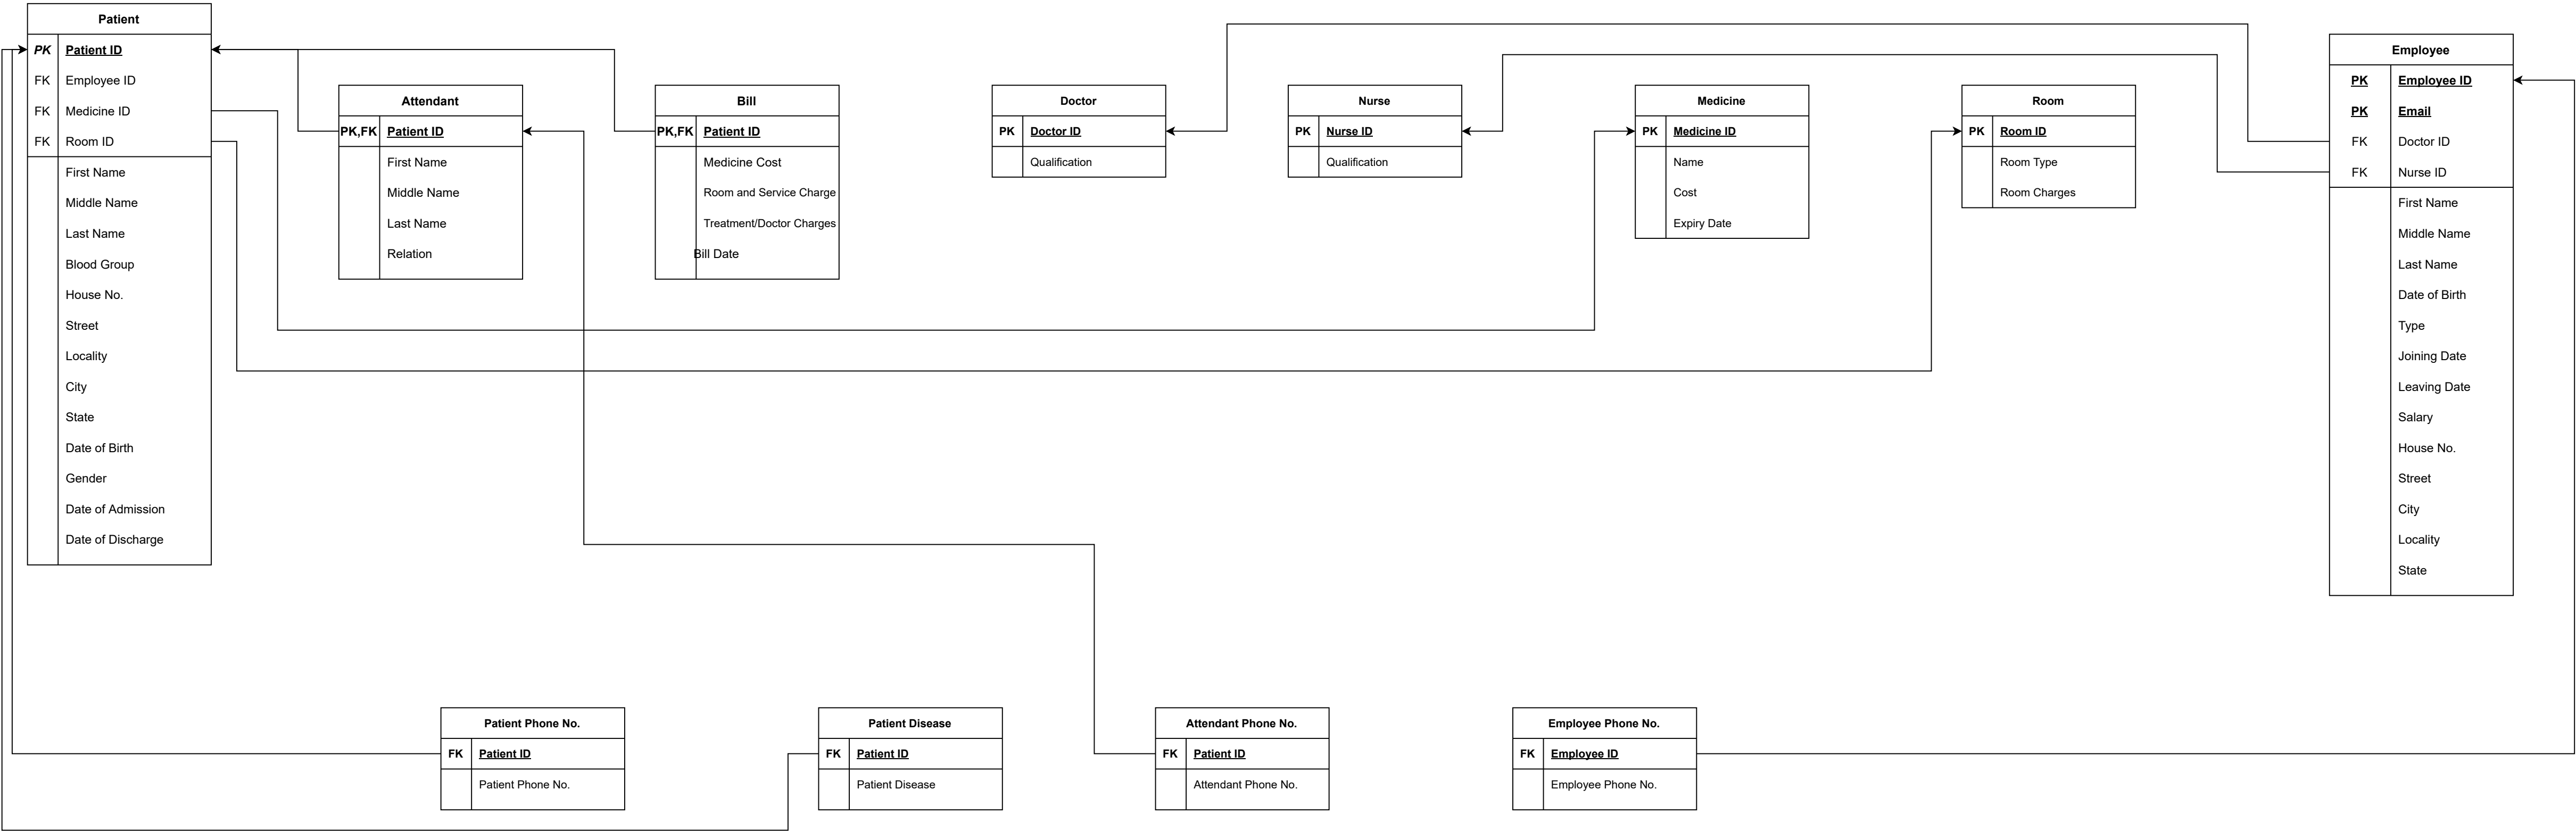 Patient
PK Patient ID
FK Employee ID
FK Medicine ID
FK Room ID
First Name
Middle Name
Last Name
Blood Group
House No.
Street
Locality
City
State
Date of Birth
Gender
Date of Admission
Date of Discharge
Attendant
PK,FK Patient ID
First Name
Middle Name
Last Name
Relation
Bill
PK,FK Patient ID
Medicine Cost
Room and Service Charge
Treatment/Doctor Charges
Bill Date
Doctor
PK Doctor ID
Qualification
Nurse
PK Nurse ID
Qualification
Medicine
PK Medicine ID
Name
Cost
Expiry Date
Room
PK Room ID
Room Type
Room Charges
Employee
PK Employee ID
PK Email
FK Doctor ID
FK Nurse ID
First Name
Middle Name
Last Name
Date of Birth
Type
Joining Date
Leaving Date
Salary
House No.
Street
City
Locality
State
Patient Phone No.
FK Patient ID
Patient Phone No.
Patient Disease
FK Patient ID
Patient Disease
Attendant Phone No.
FK Patient ID
Attendant Phone No.
Employee Phone No.
FK Employee ID
Employee Phone No.